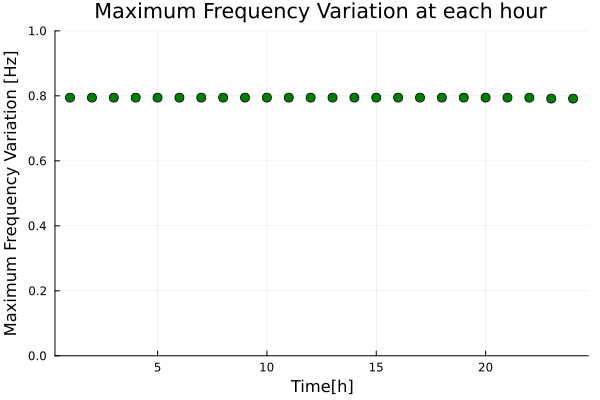 Maximum Frequency Variation at each hour
Maximum Frequency Variation [Hz]
1.0
0.8
0.6
0.4
0.2
0.0
5 10 15 20
Time[h]